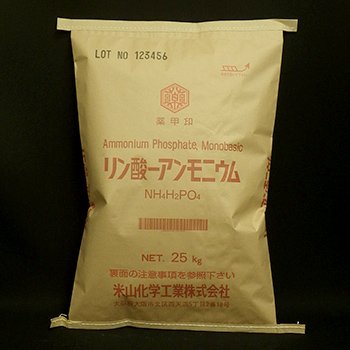 LOT NO 123456
薬甲印
Ammonium Phosphate, Monobasic
リン酸一アンモニウム
NH4H2PO4
NET. 25 kg
裏面の注意事項を参照下さい
米山化学工業株式会社